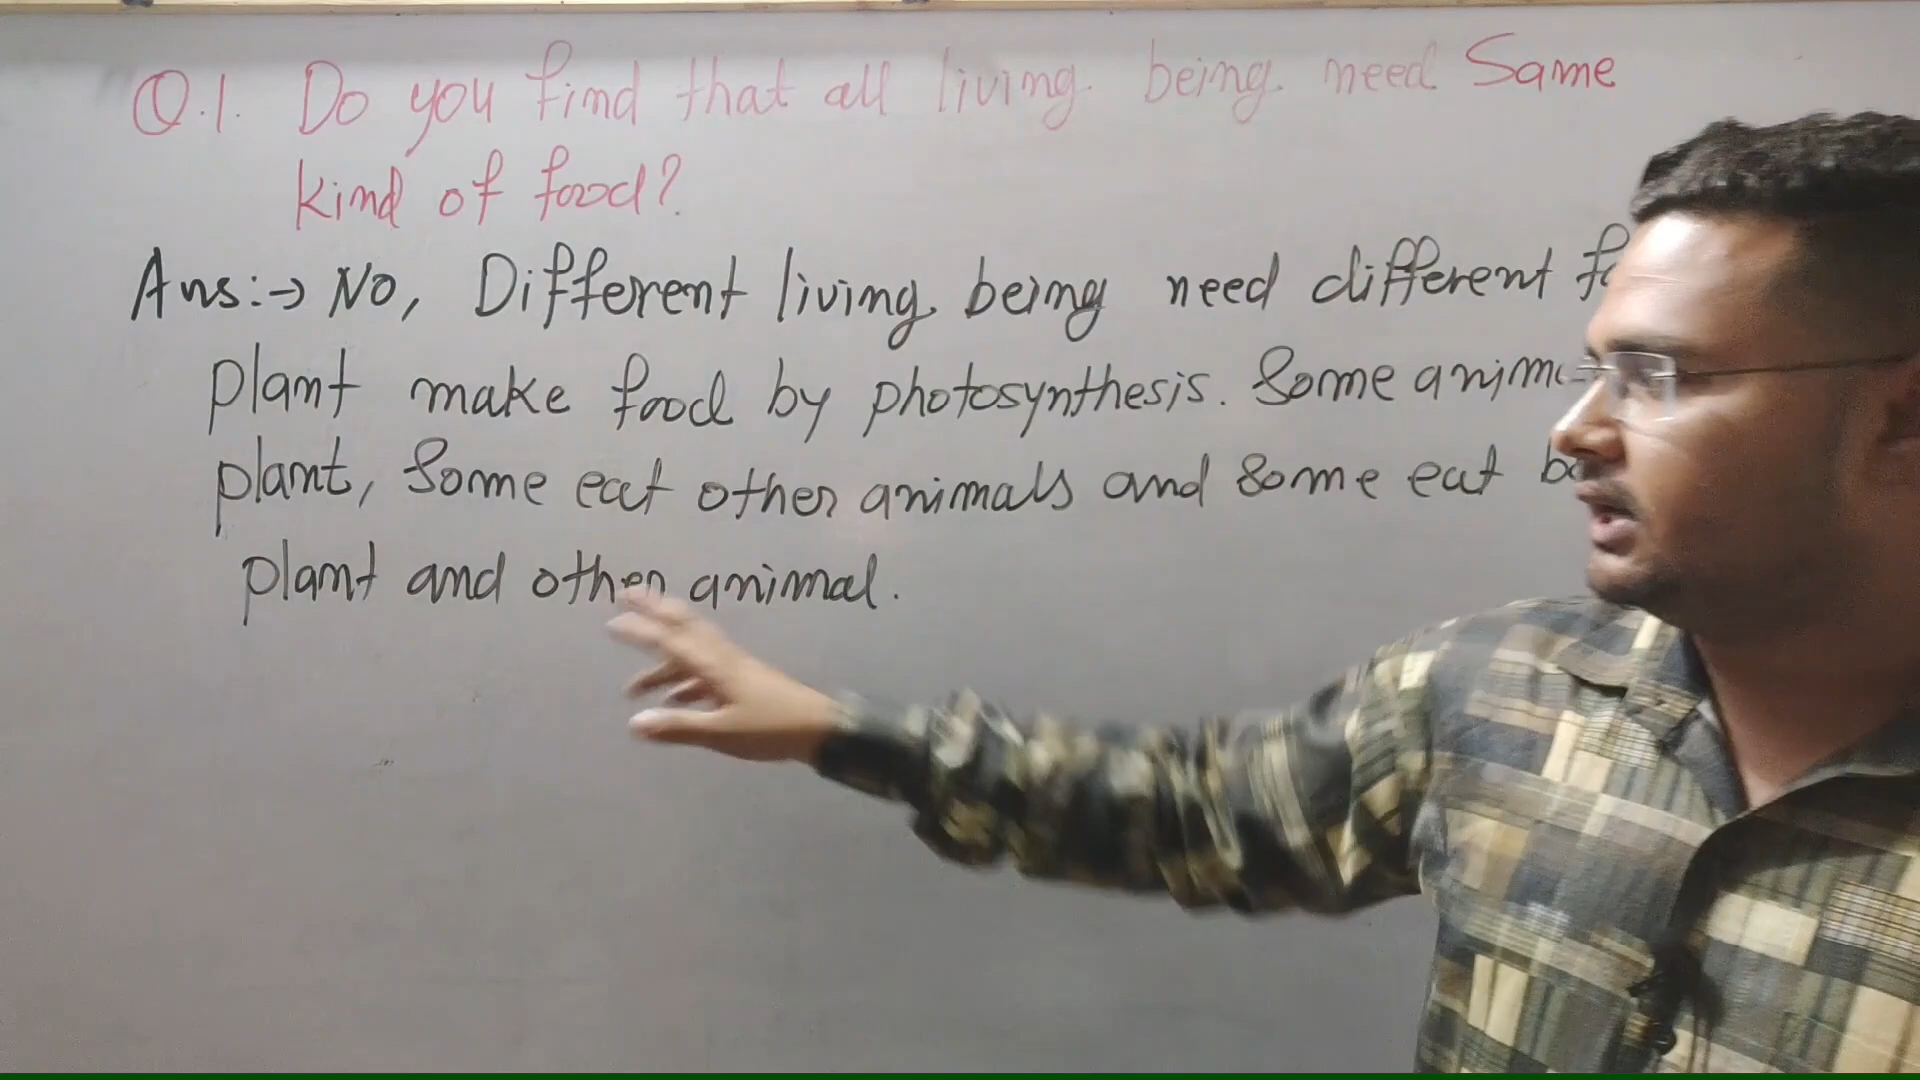 Q.1. Do you find that all living being need Same
kind of food?
Ans:→ No, Different living being need different
plant make food by photosynthesis. Some
plant, Some eat other animals and some eat
plant and other animal.